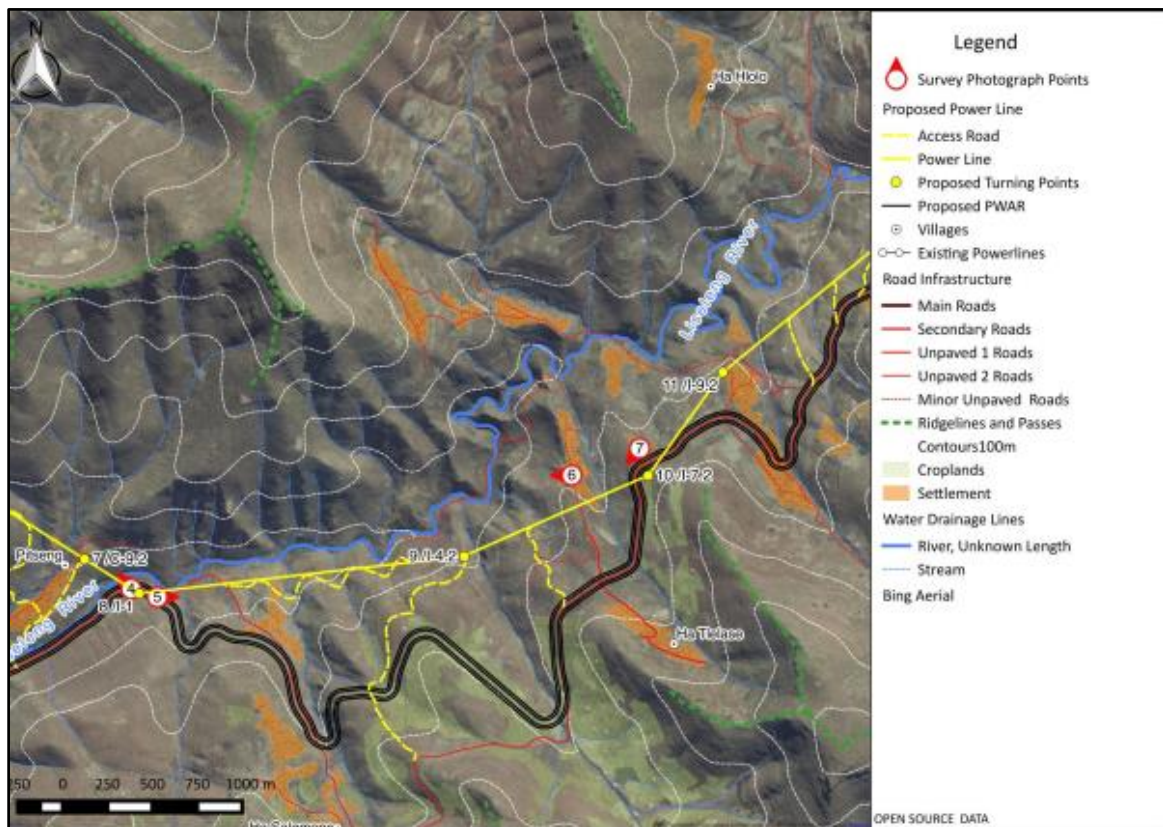 N
Ha Hlolo
Lisolong River
11 /I-9.2
7
6
10 /I-7.2
9 /I-4.2
Pitseng
4
5
8 /I-1
Ha Tlelase
0 250 500 750 1000 m
Legend
Survey Photograph Points
Proposed Power Line
Access Road
Power Line
Proposed Turning Points
Proposed PWAR
Villages
Existing Powerlines
Road Infrastructure
Main Roads
Secondary Roads
Unpaved 1 Roads
Unpaved 2 Roads
Minor Unpaved Roads
Ridgelines and Passes
Contours100m
Croplands
Settlement
Water Drainage Lines
River, Unknown Length
Stream
Bing Aerial
OPEN SOURCE DATA